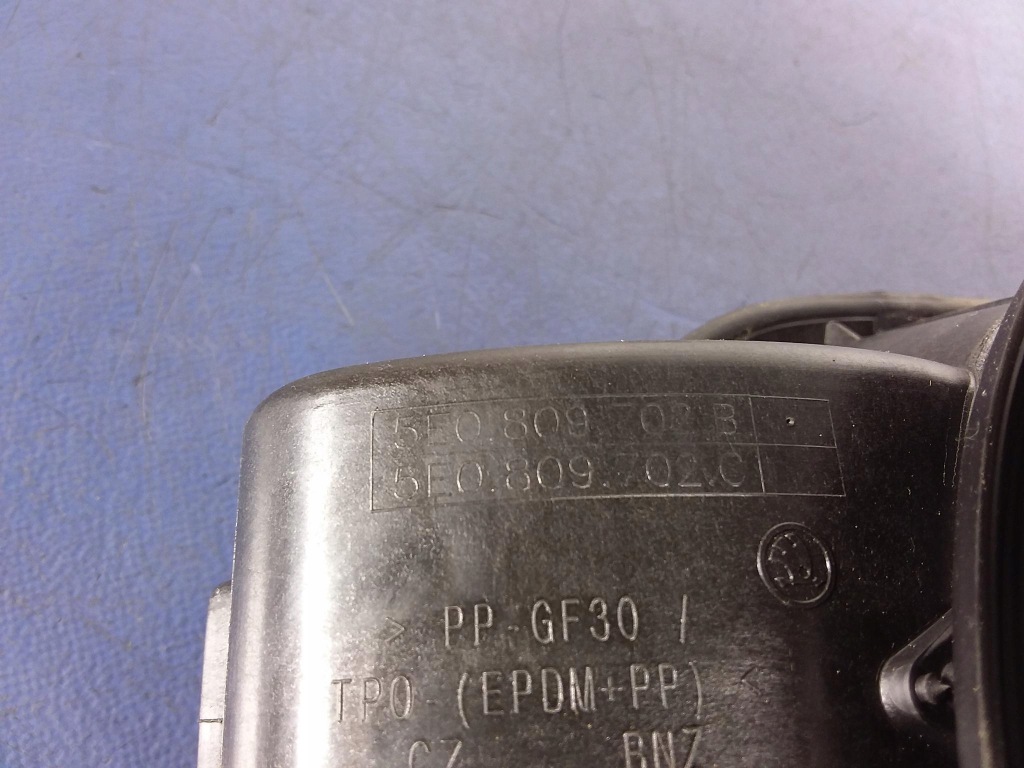 5E0.809.702.B
5E0.809.702.C
> PP-GF30 /
TPO (EPDM+PP)
CZ BNZ